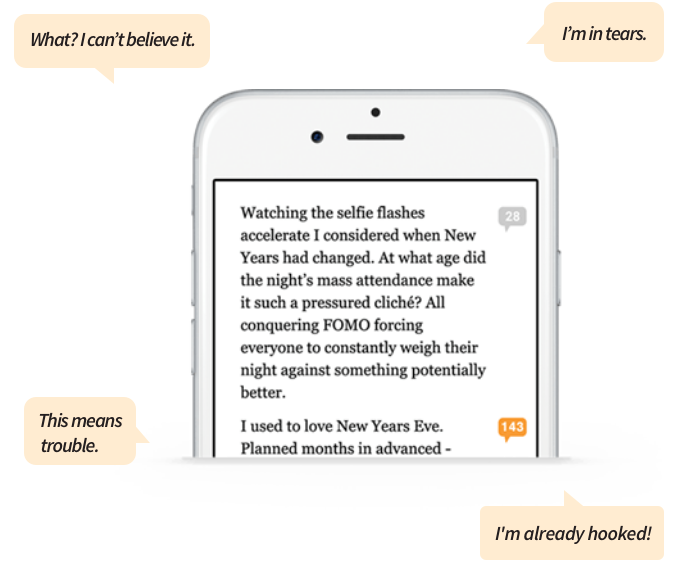 What? I can’t believe it.
I’m in tears.
Watching the selfie flashes
28
accelerate I considered when New
Years had changed. At what age did
the night’s mass attendance make
it such a pressured cliché? All
conquering FOMO forcing
everyone to constantly weigh their
night against something potentially
better.
I used to love New Years Eve.
143
Planned months in advanced -
This means
trouble.
I'm already hooked!